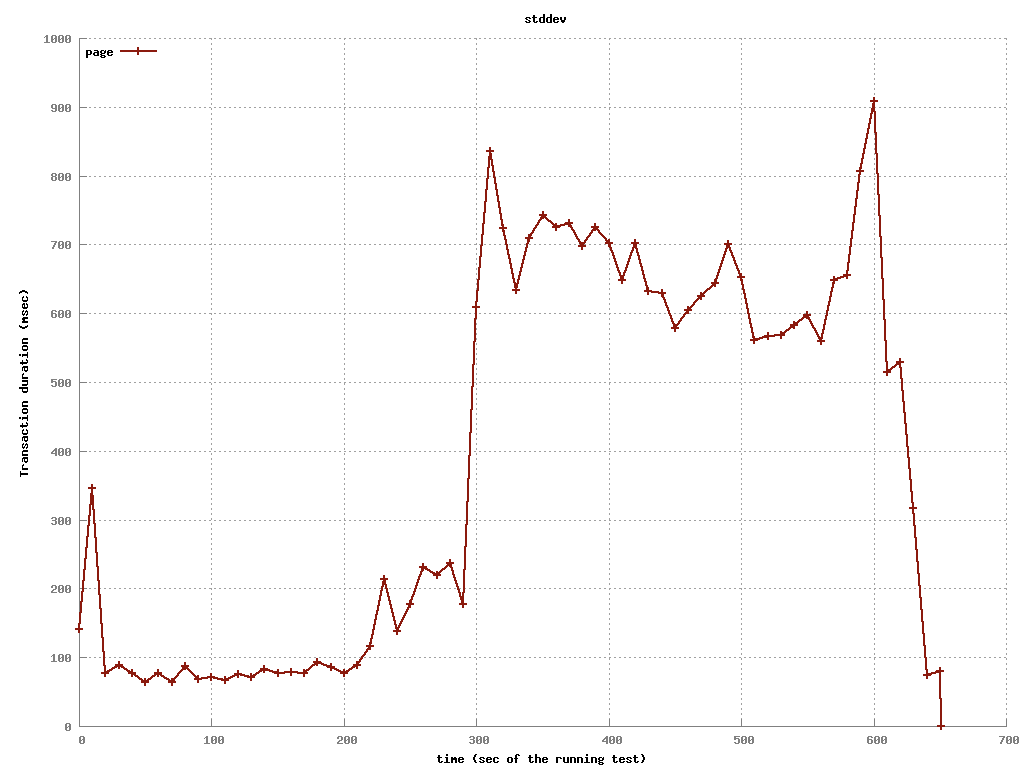 stddev
page
1000
900
800
700
600
500
400
300
200
100
0
Transaction duration (msec)
0 100 200 300 400 500 600 700
time (sec of the running test)